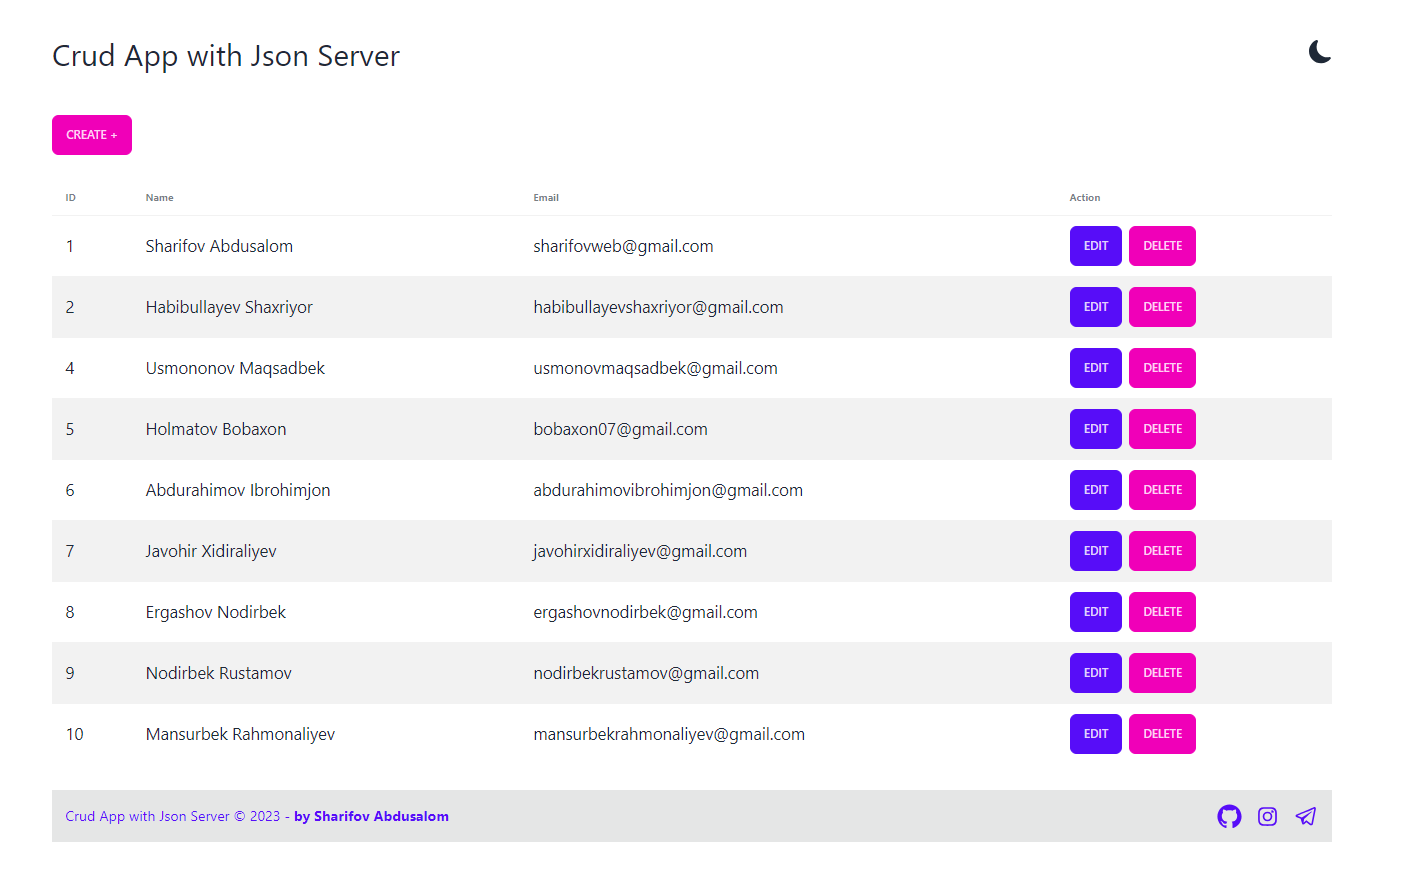 Crud App with Json Server
CREATE +
ID Name Email Action
1 Sharifov Abdusalom sharifovweb@gmail.com EDIT DELETE
2 Habibullayev Shaxriyor habibullayevshaxriyor@gmail.com EDIT DELETE
4 Usmononov Maqsadbek usmonovmaqsadbek@gmail.com EDIT DELETE
5 Holmatov Bobaxon bobaxon07@gmail.com EDIT DELETE
6 Abdurahimov Ibrohimjon abdurahimovibrohimjon@gmail.com EDIT DELETE
7 Javohir Xidiraliyev javohirxidiraliyev@gmail.com EDIT DELETE
8 Ergashov Nodirbek ergashovnodirbek@gmail.com EDIT DELETE
9 Nodirbek Rustamov nodirbekrustamov@gmail.com EDIT DELETE
10 Mansurbek Rahmonaliyev mansurbekrahmonaliyev@gmail.com EDIT DELETE
Crud App with Json Server © 2023 - by Sharifov Abdusalom